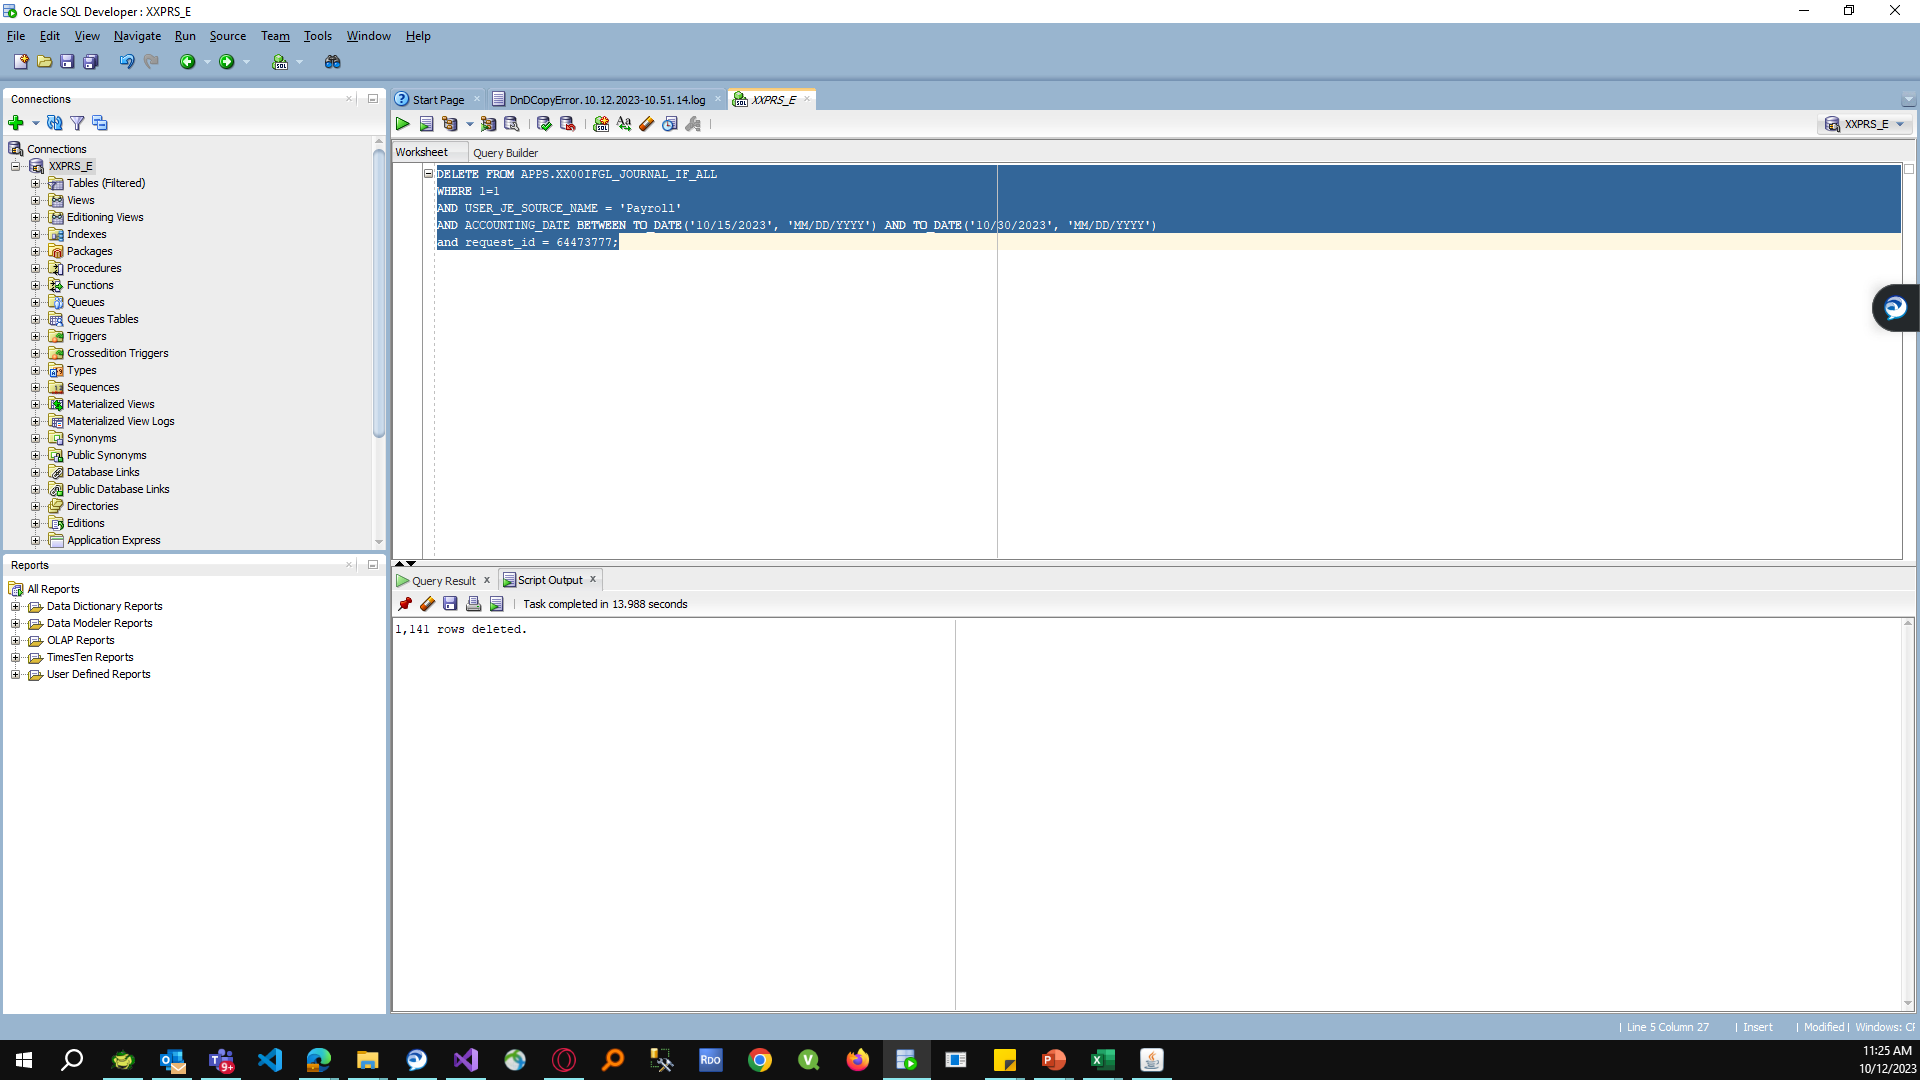 Oracle SQL Developer : XXPRS_E
File Edit View Navigate Run Source Team Tools Window Help
Connections
Connections
XXPRS_E
Tables (Filtered)
Views
Editioning Views
Indexes
Packages
Procedures
Functions
Queues
Queues Tables
Triggers
Crossedition Triggers
Types
Sequences
Materialized Views
Materialized View Logs
Synonyms
Public Synonyms
Database Links
Public Database Links
Directories
Editions
Application Express
Reports
All Reports
Data Dictionary Reports
Data Modeler Reports
OLAP Reports
TimesTen Reports
User Defined Reports
Start Page
DnDCopyError.10.12.2023-10.51.14.log
XXPRS_E
XXPRS_E
Worksheet Query Builder
DELETE FROM APPS.XX00IFGL_JOURNAL_IF_ALL
WHERE 1=1
AND USER_JE_SOURCE_NAME = 'Payroll'
AND ACCOUNTING_DATE BETWEEN TO_DATE('10/15/2023', 'MM/DD/YYYY') AND TO_DATE('10/30/2023', 'MM/DD/YYYY')
and request_id = 64473777;
Query Result Script Output
Task completed in 13.988 seconds
1,141 rows deleted.
Line 5 Column 27 | Insert | Modified | Windows: CF
9+
RDO
11:25 AM
10/12/2023